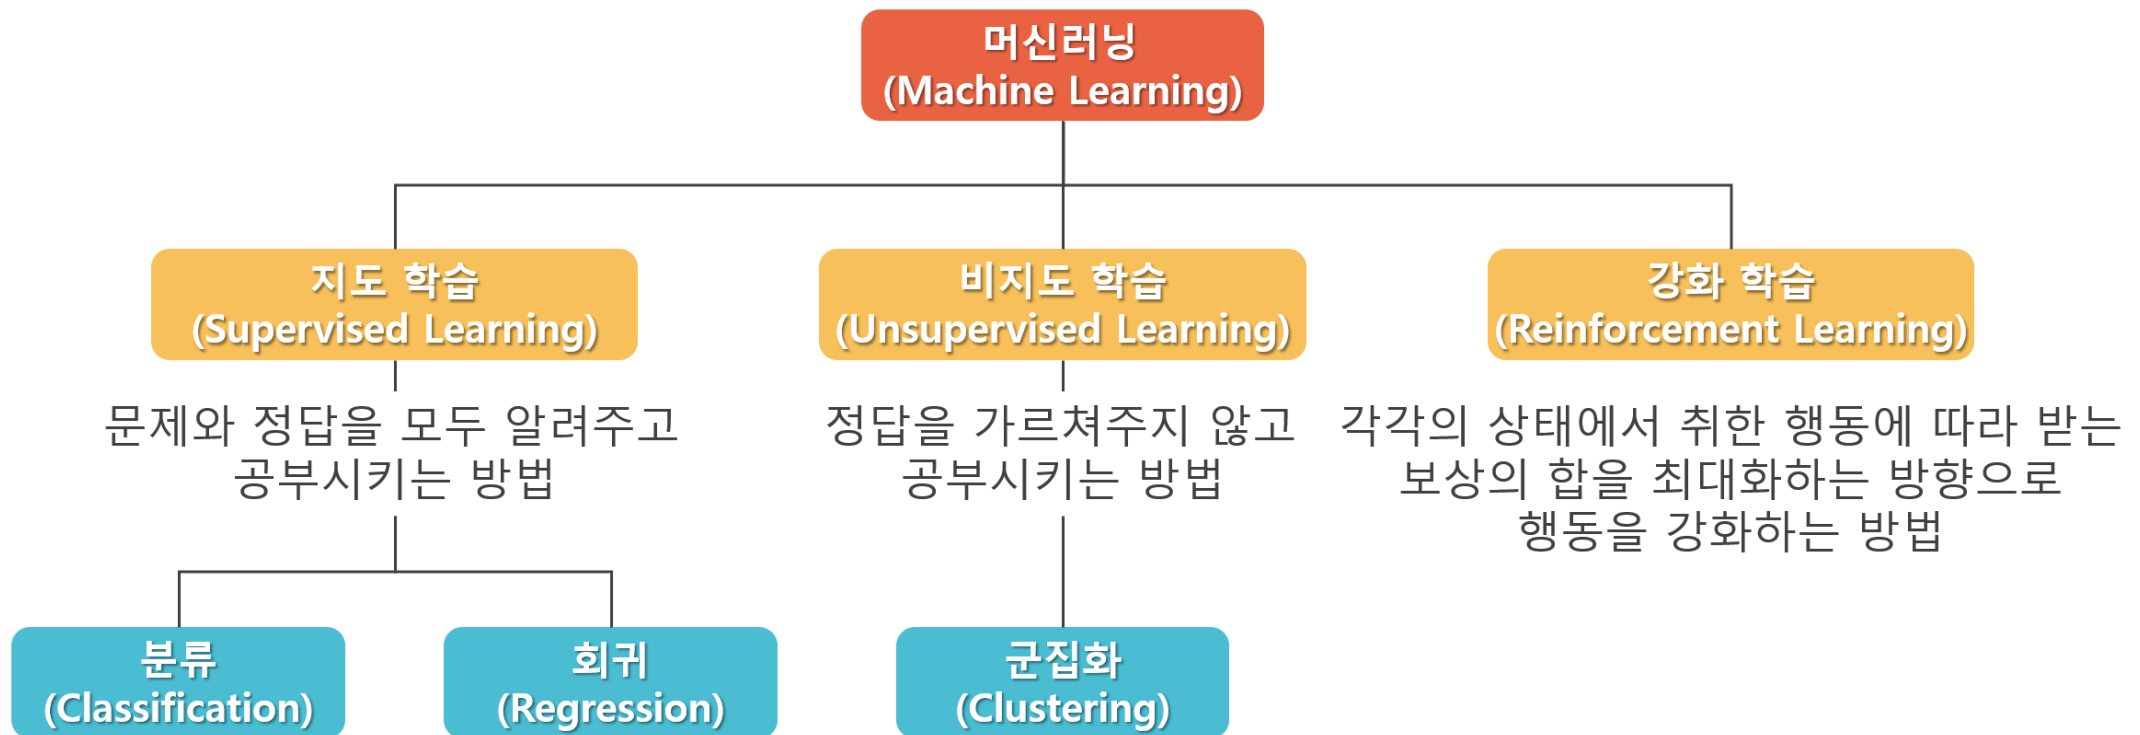 머신러닝
(Machine Learning)
지도 학습
(Supervised Learning)
비지도 학습
(Unsupervised Learning)
강화 학습
(Reinforcement Learning)
문제와 정답을 모두 알려주고
공부시키는 방법
정답을 가르쳐주지 않고
공부시키는 방법
각각의 상태에서 취한 행동에 따라 받는
보상의 합을 최대화하는 방향으로
행동을 강화하는 방법
분류
(Classification)
회귀
(Regression)
군집화
(Clustering)